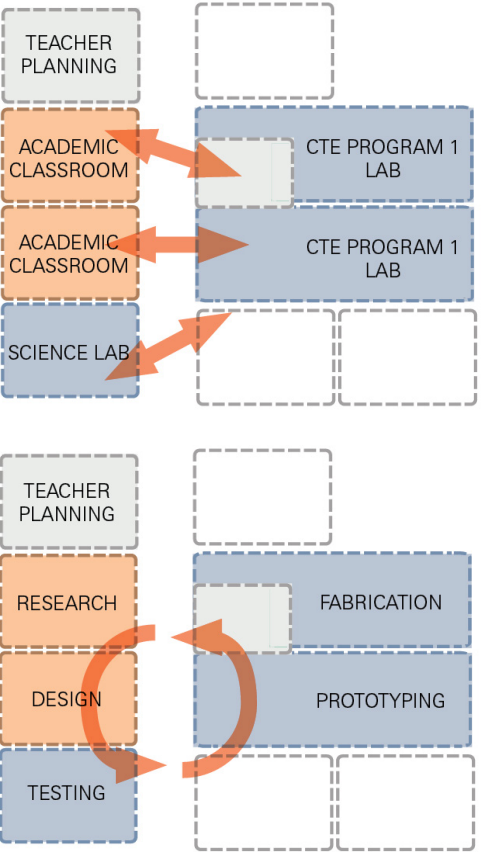 TEACHER
PLANNING
ACADEMIC
CLASSROOM
CTE PROGRAM 1
LAB
ACADEMIC
CLASSROOM
CTE PROGRAM 1
LAB
SCIENCE LAB
TEACHER
PLANNING
RESEARCH
FABRICATION
DESIGN
PROTOTYPING
TESTING